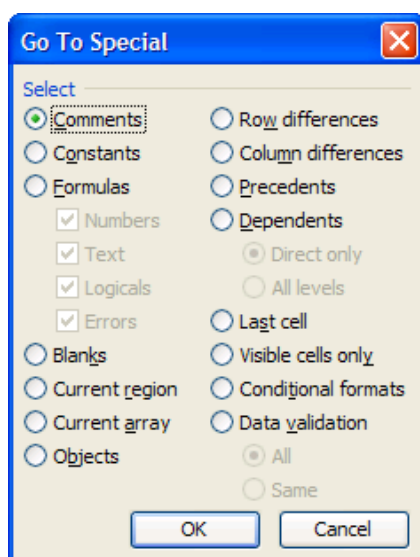 Go To Special
Select
Comments
Constants
Formulas
Numbers
Text
Logicals
Errors
Blanks
Current region
Current array
Objects
Row differences
Column differences
Precedents
Dependents
Direct only
All levels
Last cell
Visible cells only
Conditional formats
Data validation
All
Same
OK
Cancel